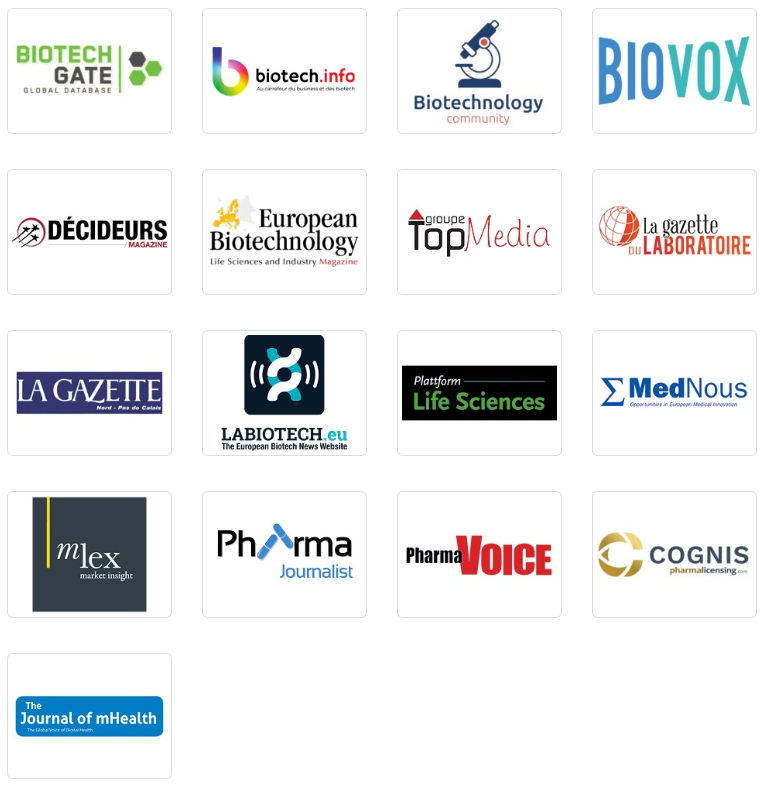 BIOTECH
GATE
GLOBAL DATABASE
b biotech.info
Au carrefour du business et des biotech
Biotechnology
community
BIOVOX
DÉCIDEURS
MAGAZINE
European
Biotechnology
Life Sciences and Industry Magazine
groupe
TopMedia
La gazette
DU LABORATOIRE
LA GAZETTE
Nord - Pas de Calais
LABIOTECH.eu
The European Biotech News Website
Plattform
Life Sciences
MedNous
Opportunities in European Medical Innovation
mlex
market insight
Pharma
Journalist
PharmaVOICE
COGNIS
pharmalicensing.com
The
Journal of mHealth
The Global Voice of Digital Health